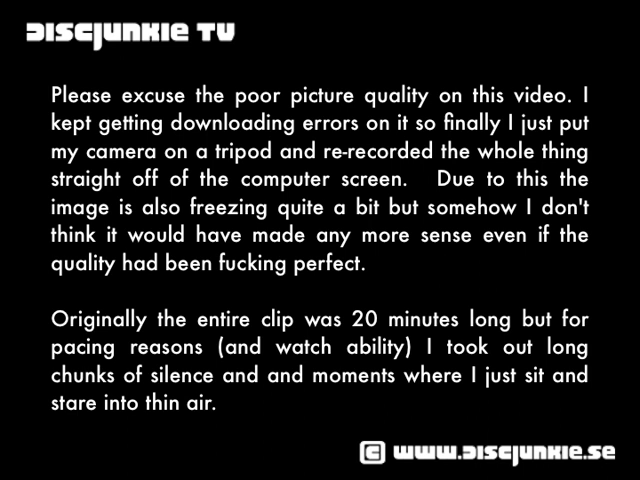 DISCJUNKIE TV
Please excuse the poor picture quality on this video. I
kept getting downloading errors on it so finally I just put
my camera on a tripod and re-recorded the whole thing
straight off of the computer screen. Due to this the
image is also freezing quite a bit but somehow I don't
think it would have made any more sense even if the
quality had been fucking perfect.
Originally the entire clip was 20 minutes long but for
pacing reasons (and watch ability) I took out long
chunks of silence and and moments where I just sit and
stare into thin air.
C www.DISCJUNKIE.SE